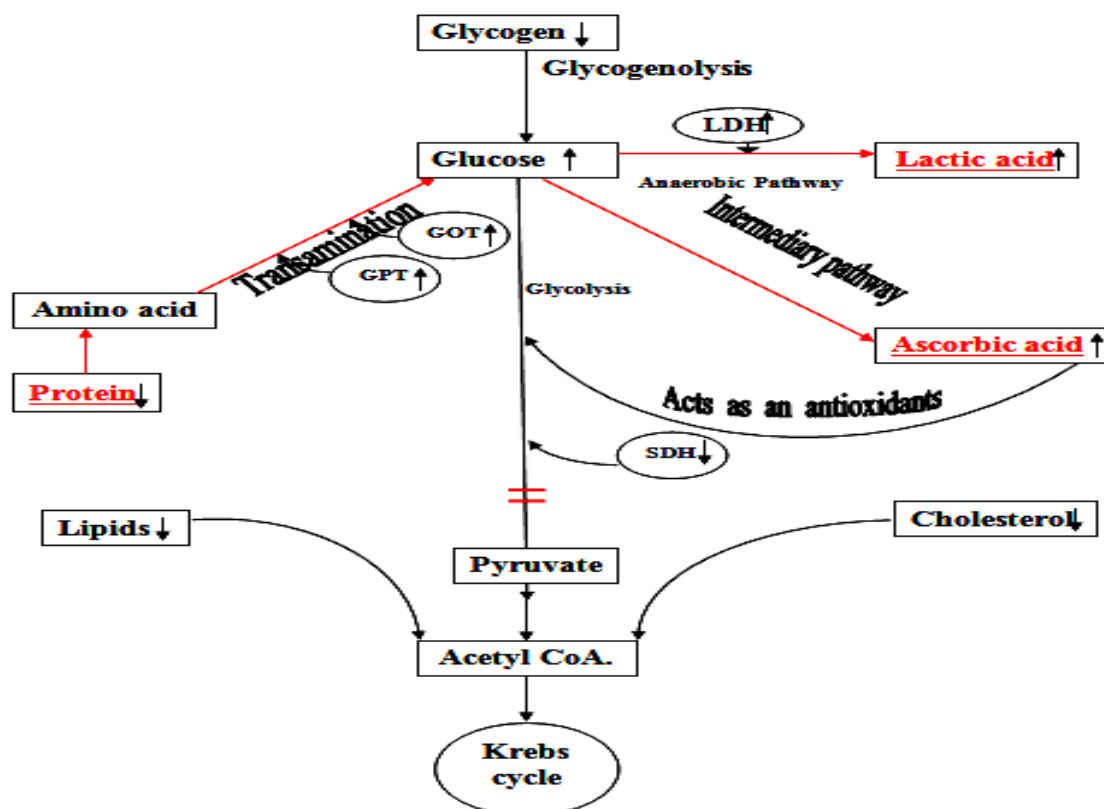 Glycogen ↓
Glycogenolysis
LDH↑
Glucose ↑
Lactic acid↑
Anaerobic Pathway
Intermediary pathway
Transamination
GOT ↑
GPT ↑
Glycolysis
Amino acid
Ascorbic acid ↑
Protein↓
Acts as an antioxidants
SDH↓
Lipids ↓
Cholesterol↓
Pyruvate
Acetyl CoA.
Krebs
cycle